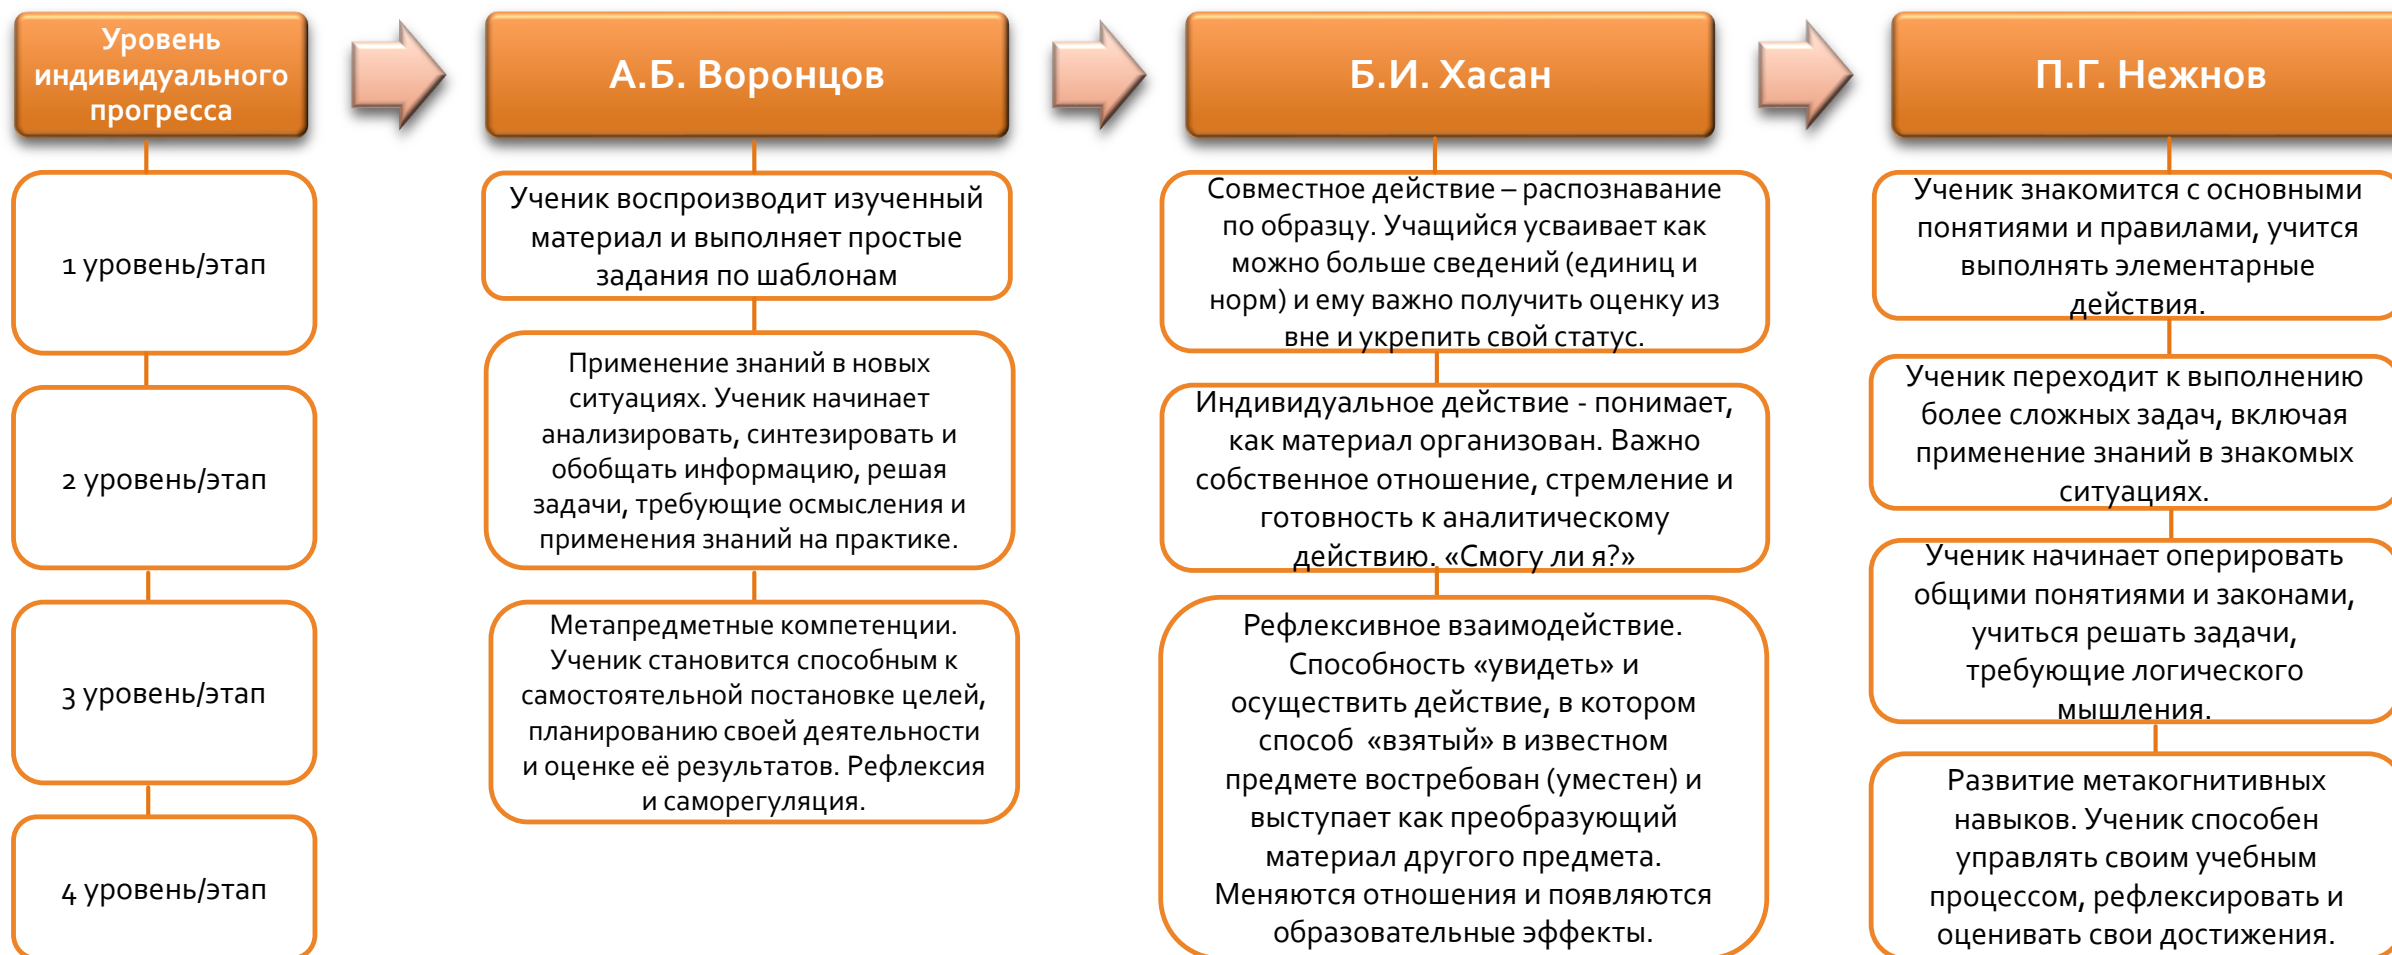 Уровень
индивидуального
прогресса
1 уровень/этап
2 уровень/этап
3 уровень/этап
4 уровень/этап
А.Б. Воронцов
Ученик воспроизводит изученный
материал и выполняет простые
задания по шаблонам
Применение знаний в новых
ситуациях. Ученик начинает
анализировать, синтезировать и
обобщать информацию, решая
задачи, требующие осмысления и
применения знаний на практике.
Метапредметные компетенции.
Ученик становится способным к
самостоятельной постановке целей,
планированию своей деятельности
и оценке её результатов. Рефлексия
и саморегуляция.
Б.И. Хасан
Совместное действие – распознавание
по образцу. Учащийся усваивает как
можно больше сведений (единиц и
норм) и ему важно получить оценку из
вне и укрепить свой статус.
Индивидуальное действие - понимает,
как материал организован. Важно
собственное отношение, стремление и
готовность к аналитическому
действию. «Смогу ли я?»
Рефлексивное взаимодействие.
Способность «увидеть» и
осуществить действие, в котором
способ «взятый» в известном
предмете востребован (уместен) и
выступает как преобразующий
материал другого предмета.
Меняются отношения и появляются
образовательные эффекты.
П.Г. Нежнов
Ученик знакомится с основными
понятиями и правилами, учится
выполнять элементарные
действия.
Ученик переходит к выполнению
более сложных задач, включая
применение знаний в знакомых
ситуациях.
Ученик начинает оперировать
общими понятиями и законами,
учиться решать задачи,
требующие логического
мышления.
Развитие метакогнитивных
навыков. Ученик способен
управлять своим учебным
процессом, рефлексировать и
оценивать свои достижения.